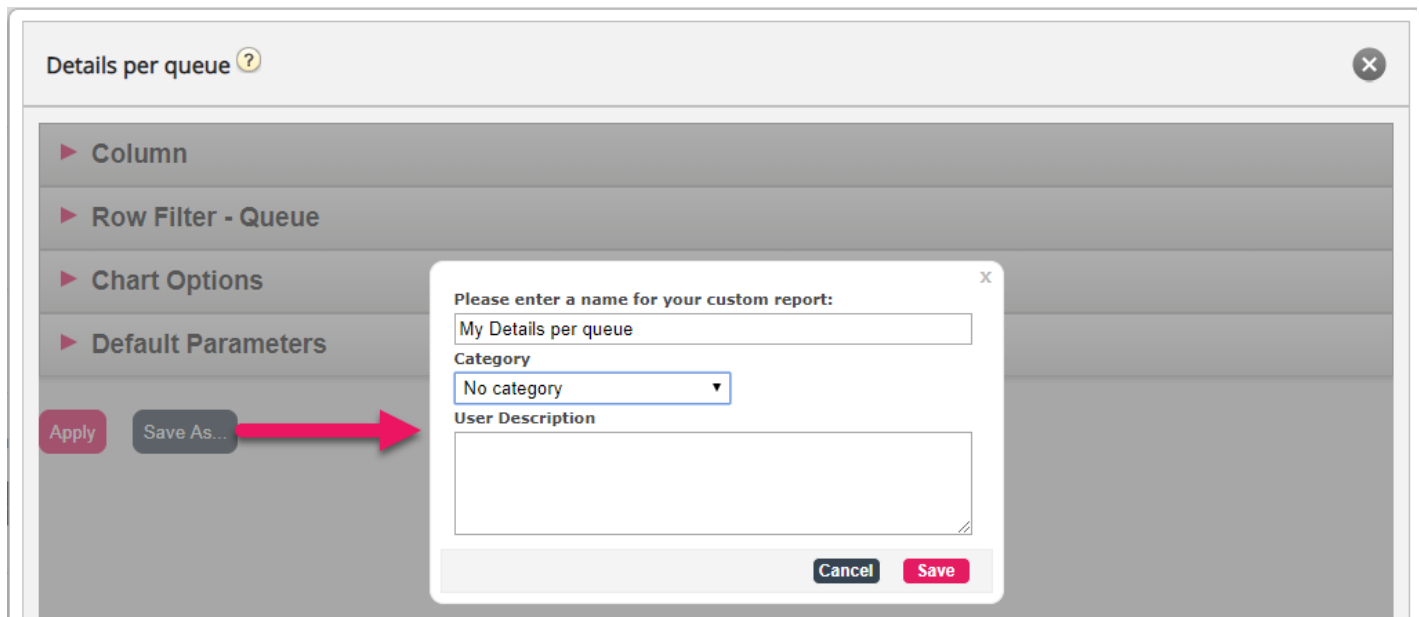 Details per queue ?
Column
Row Filter - Queue
Chart Options
Default Parameters
Apply
Save As...
x
Please enter a name for your custom report:
My Details per queue
Category
No category
User Description
Cancel
Save